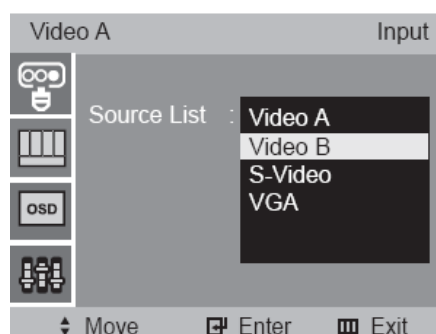 Video A Input
Source List : Video A
Video B
S-Video
VGA
OSD
Move Enter Exit